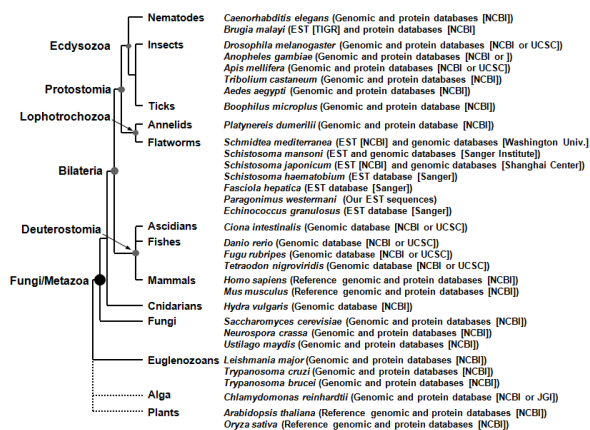 Nematodes Caenorhabditis elegans (Genomic and protein databases [NCBI])
Brugia malayi (EST [TIGR] and protein databases [NCBI]
Ecdysozoa
Insects Drosophila melanogaster (Genomic and protein databases [NCBI or UCSC])
Anopheles gambiae (Genomic and protein databases [NCBI or ])
Apis mellifera (Genomic and protein databases [NCBI or UCSC])
Tribolium castaneum (Genomic and protein databases [NCBI])
Aedes aegypti (Genomic and protein databases [NCBI])
Protostomia
Ticks Boophilus microplus (Genomic and protein database [NCBI])
Lophotrochozoa
Annelids Platynereis dumerilii (Genomic and protein database [NCBI])
Flatworms Schmidtea mediterranea (EST [NCBI] and genomic databases [Washington Univ.]
Schistosoma mansoni (EST and genomic databases [Sanger Institute])
Schistosoma japonicum (EST [NCBI] and genomic databases [Shanghai Center])
Schistosoma haematobium (EST database [Sanger])
Bilateria
Fasciola hepatica (EST database [Sanger])
Paragonimus westermani (Our EST sequences)
Echinococcus granulosus (EST database [Sanger])
Deuterostomia
Ascidians Ciona intestinalis (Genomic database [NCBI or UCSC])
Fishes Danio rerio (Genomic database [NCBI or UCSC])
Fugu rubripes (Genomic database [NCBI or UCSC])
Tetraodon nigroviridis (Genomic database [NCBI or UCSC])
Fungi/Metazoa
Mammals Homo sapiens (Reference genomic and protein databases [NCBI])
Mus musculus (Reference genomic and protein databases [NCBI])
Cnidarians Hydra vulgaris (Genomic database [NCBI])
Fungi Saccharomyces cerevisiae (Genomic and protein databases [NCBI])
Neurospora crassa (Genomic and protein databases [NCBI])
Ustilago maydis (Genomic and protein databases [NCBI])
Euglenozoans Leishmania major (Genomic and protein databases [NCBI])
Trypanosoma cruzi (Genomic and protein databases [NCBI])
Trypanosoma brucei (Genomic and protein databases [NCBI])
Alga Chlamydomonas reinhardtii (Genomic and protein database [NCBI or JGI])
Plants Arabidopsis thaliana (Reference genomic and protein databases [NCBI])
Oryza sativa (Reference genomic and protein databases [NCBI])